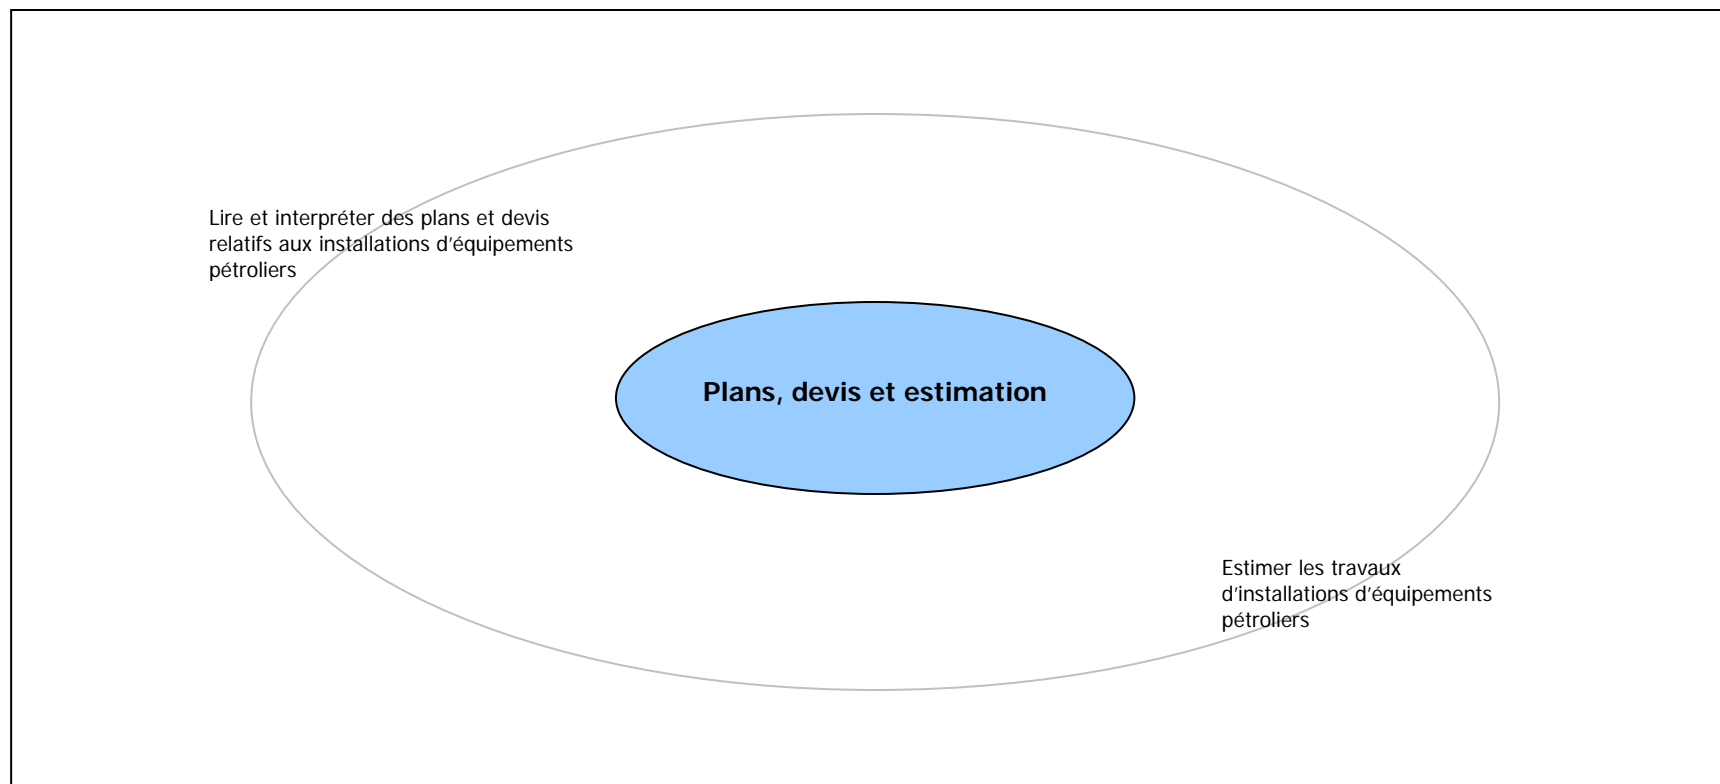 Lire et interpréter des plans et devis
relatifs aux installations d'équipements
pétroliers
Plans, devis et estimation
Estimer les travaux
d'installations d'équipements
pétroliers